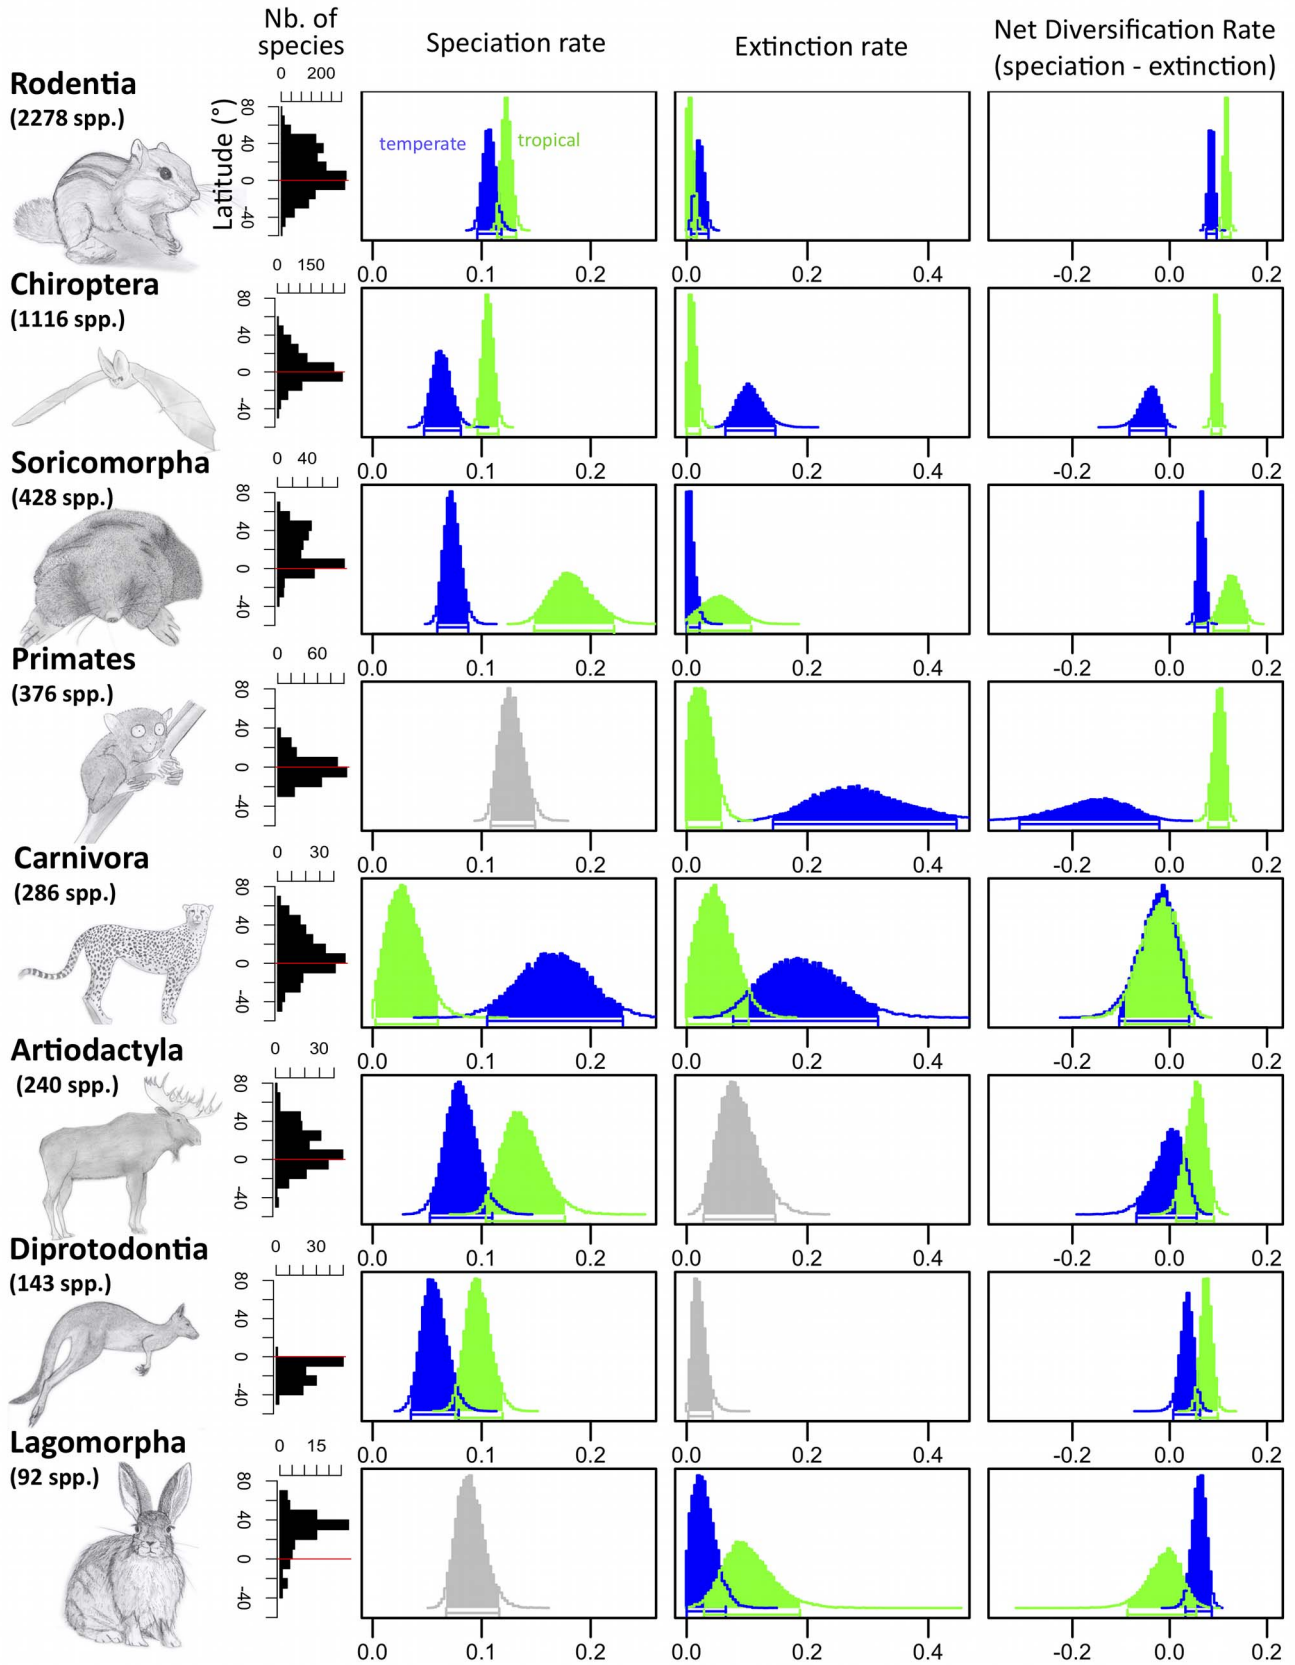 Nb. of
species
Speciation rate
Extinction rate
Net Diversification Rate
(speciation - extinction)
Rodentia
(2278 spp.)
0 200
Latitude (°)
80 40 0 -40
temperate
tropical
0.0 0.1 0.2
0.0 0.2 0.4
-0.2 0.0 0.2
Chiroptera
(1116 spp.)
0 150
80 40 0 -40
0.0 0.1 0.2
0.0 0.2 0.4
-0.2 0.0 0.2
Soricomorpha
(428 spp.)
0 40
80 40 0 -40
0.0 0.1 0.2
0.0 0.2 0.4
-0.2 0.0 0.2
Primates
(376 spp.)
0 60
80 40 0 -40
0.0 0.1 0.2
0.0 0.2 0.4
-0.2 0.0 0.2
Carnivora
(286 spp.)
0 30
80 40 0 -40
0.0 0.1 0.2
0.0 0.2 0.4
-0.2 0.0 0.2
Artiodactyla
(240 spp.)
0 30
80 40 0 -40
0.0 0.1 0.2
0.0 0.2 0.4
-0.2 0.0 0.2
Diprotodontia
(143 spp.)
0 30
80 40 0 -40
0.0 0.1 0.2
0.0 0.2 0.4
-0.2 0.0 0.2
Lagomorpha
(92 spp.)
0 15
80 40 0 -40
0.0 0.1 0.2
0.0 0.2 0.4
-0.2 0.0 0.2